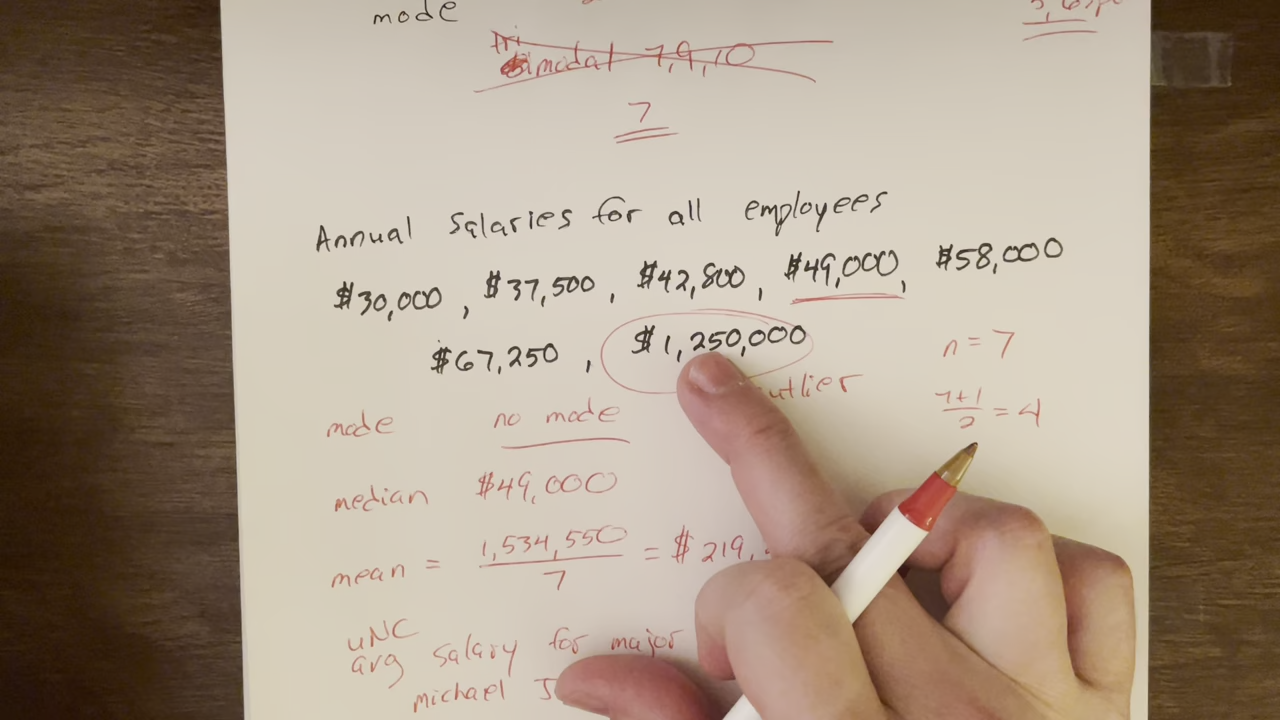 mode
7, 9, 10
7
Annual Salaries for all employees
$30,000, $37,500, $42,800, $49,000, $58,000
$67,250, $1,250,000
n = 7
outlier
7+1
2 = 4
mode no mode
median $49,000
mean = 1,534,550
7 = $219,
UNC
avg salary for major
michael J